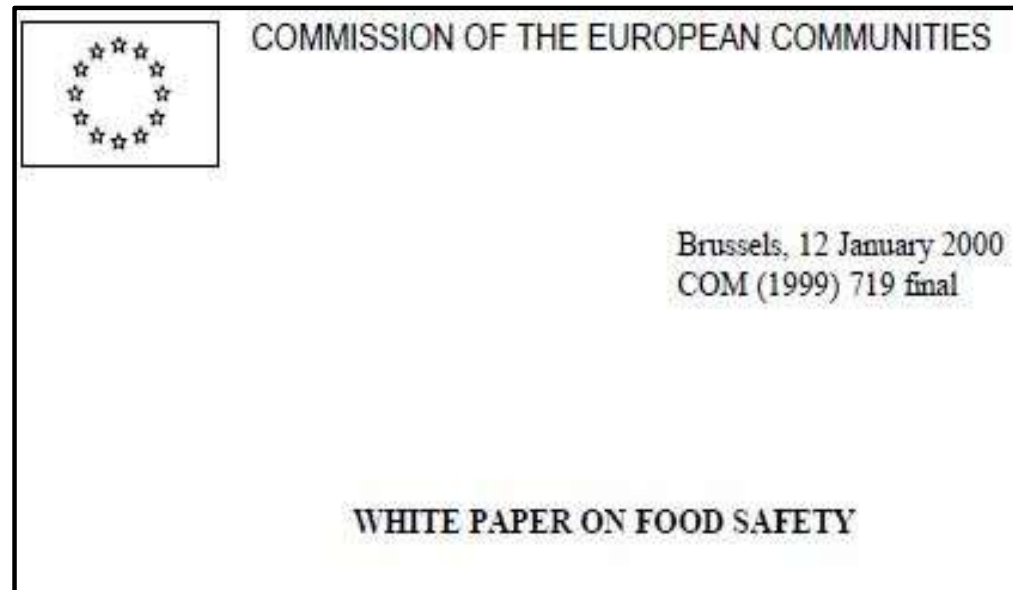 COMMISSION OF THE EUROPEAN COMMUNITIES
Brussels, 12 January 2000
COM (1999) 719 final
WHITE PAPER ON FOOD SAFETY